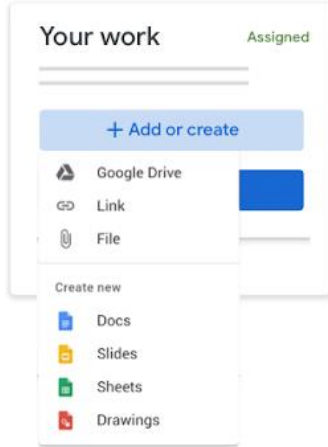 Your work
Assigned
+ Add or create
Google Drive
Link
File
Create new
Docs
Slides
Sheets
Drawings